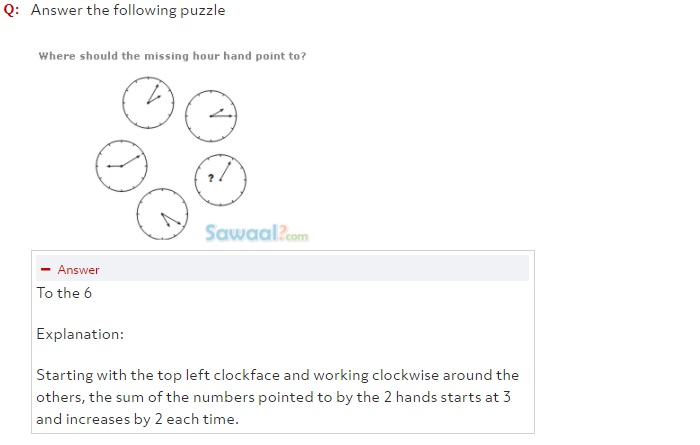 Q: Answer the following puzzle
Where should the missing hour hand point to?
?
Sawaal?.com
− Answer
To the 6
Explanation:
Starting with the top left clockface and working clockwise around the
others, the sum of the numbers pointed to by the 2 hands starts at 3
and increases by 2 each time.